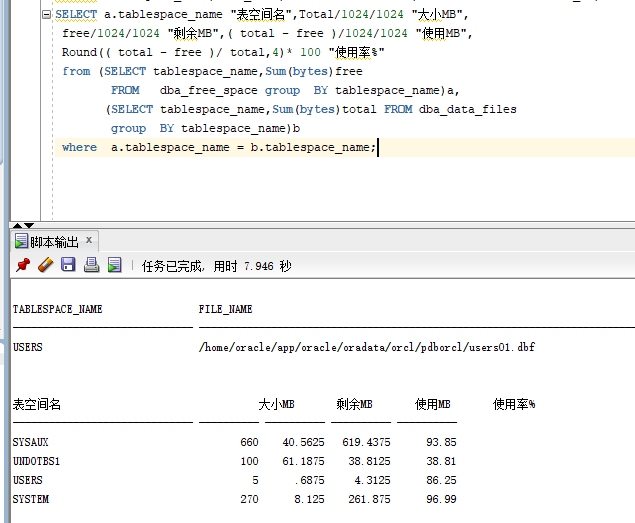 SELECT a.tablespace_name "表空间名",Total/1024/1024 "大小MB",
free/1024/1024 "剩余MB",( total - free )/1024/1024 "使用MB",
Round(( total - free )/ total,4)* 100 "使用率%"
from (SELECT tablespace_name,Sum(bytes)free
FROM dba_free_space group BY tablespace_name)a,
(SELECT tablespace_name,Sum(bytes)total FROM dba_data_files
group BY tablespace_name)b
where a.tablespace_name = b.tablespace_name;
脚本输出 x
任务已完成, 用时 7.946 秒
TABLESPACE_NAME FILE_NAME
USERS /home/oracle/app/oracle/oradata/orcl/pdborcl/users01.dbf
表空间名 大小MB 剩余MB 使用MB 使用率%
SYSAUX 660 40.5625 619.4375 93.85
UNDOTBS1 100 61.1875 38.8125 38.81
USERS 5 .6875 4.3125 86.25
SYSTEM 270 8.125 261.875 96.99